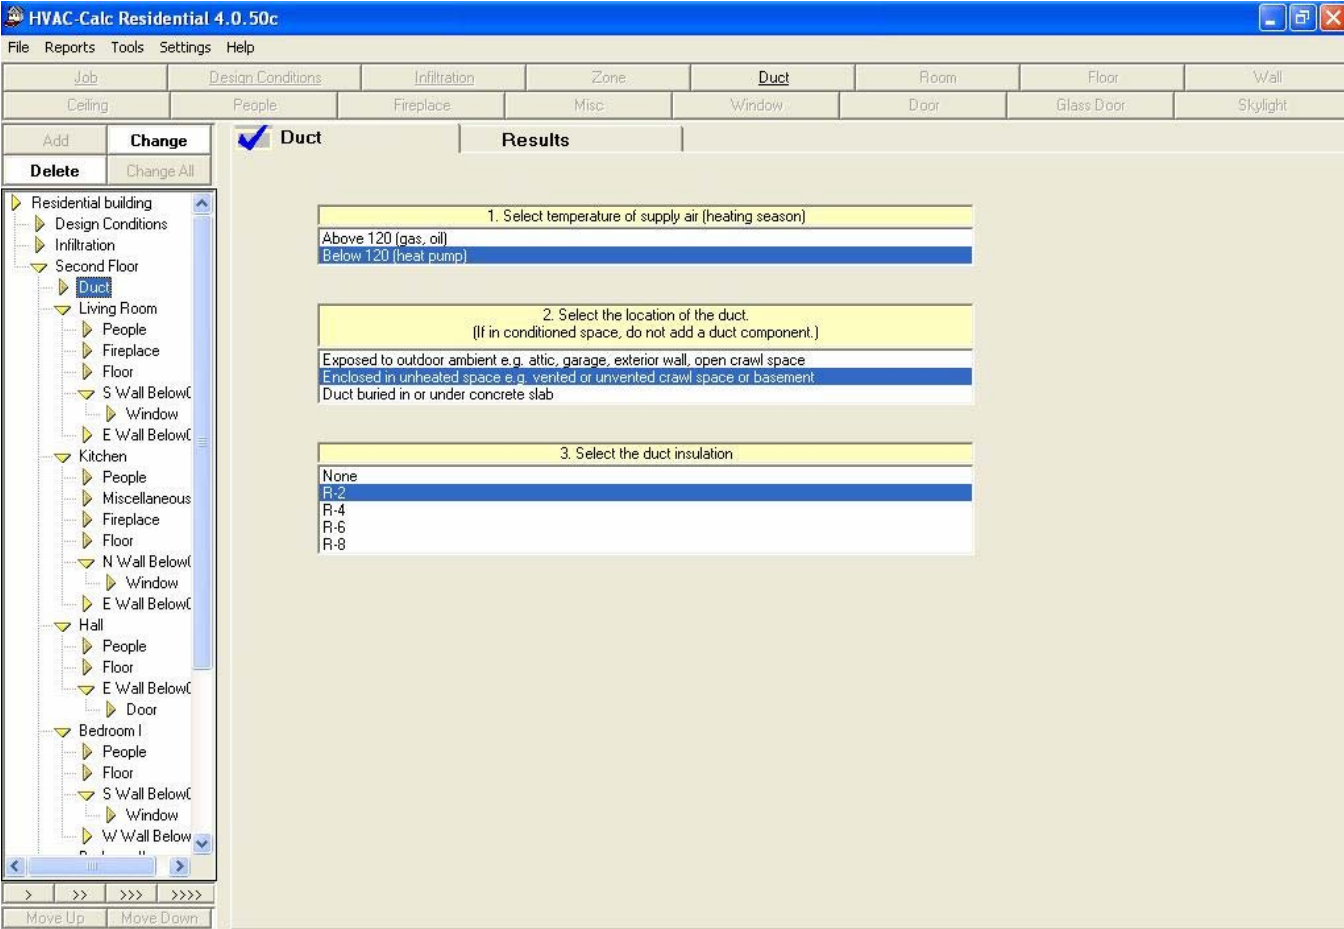 HVAC-Calc Residential 4.0.50c
File Reports Tools Settings Help
Job Design Conditions Infiltration Zone Duct Room Floor Wall
Ceiling People Fireplace Misc Window Door Glass Door Skylight
Add Change
Delete Change All
Duct Results
Residential building
Design Conditions
Infiltration
Second Floor
Duct
Living Room
People
Fireplace
Floor
S Wall Below
Window
E Wall Below
Kitchen
People
Miscellaneous
Fireplace
Floor
N Wall Below
Window
E Wall Below
Hall
People
Floor
E Wall Below
Door
Bedroom I
People
Floor
S Wall Below
Window
W Wall Below
> >> >>> >>>>
Move Up Move Down
1. Select temperature of supply air (heating season)
Above 120 (gas, oil)
Below 120 (heat pump)
2. Select the location of the duct.
(If in conditioned space, do not add a duct component.)
Exposed to outdoor ambient e.g. attic, garage, exterior wall, open crawl space
Enclosed in unheated space e.g. vented or unvented crawl space or basement
Duct buried in or under concrete slab
3. Select the duct insulation
None
R-2
R-4
R-6
R-8